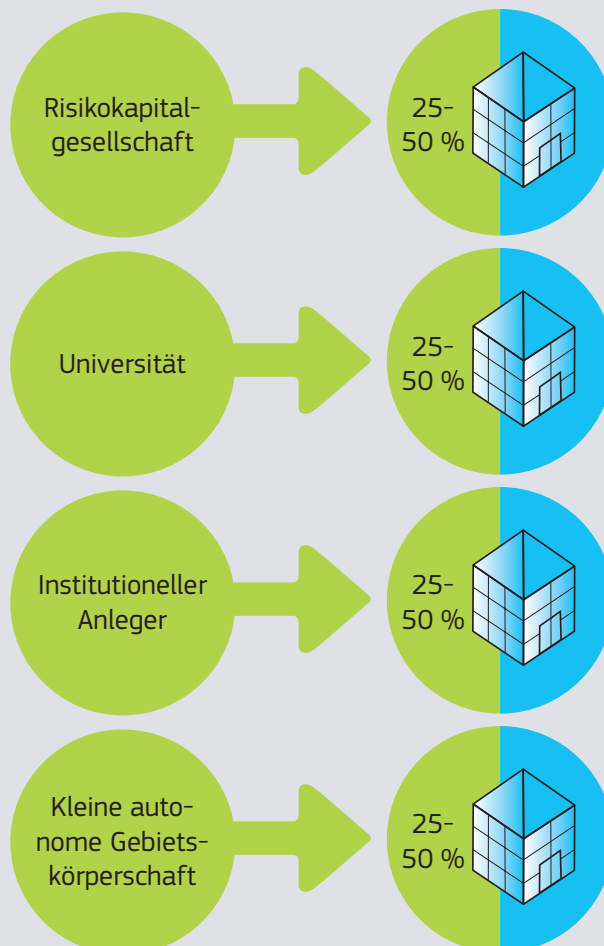 Risikokapital-
gesellschaft
25-
50 %
Universität
25-
50 %
Institutioneller
Anleger
25-
50 %
Kleine auto-
nome Gebiets-
körperschaft
25-
50 %